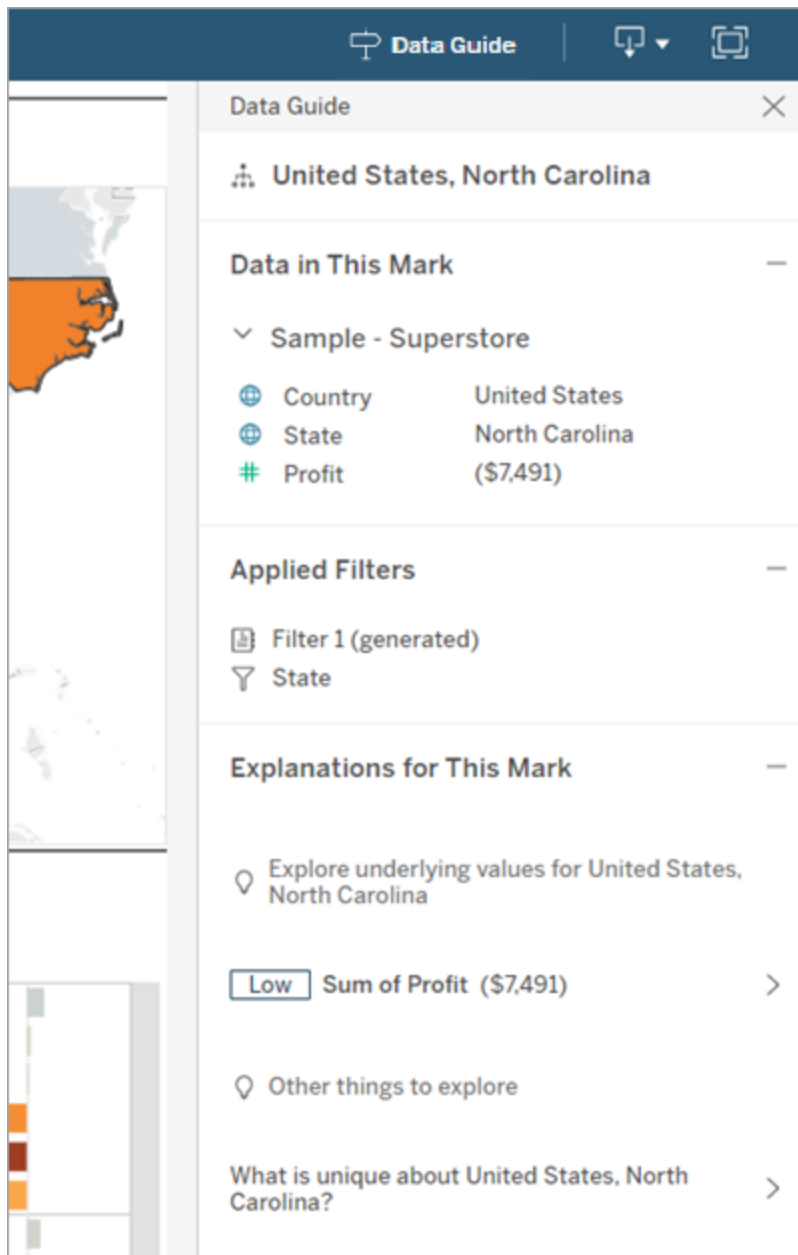 Data Guide
Data Guide
United States, North Carolina
Data in This Mark
Sample - Superstore
Country United States
State North Carolina
Profit ($7,491)
Applied Filters
Filter 1 (generated)
State
Explanations for This Mark
Explore underlying values for United States,
North Carolina
Low Sum of Profit ($7,491)
Other things to explore
What is unique about United States, North
Carolina?